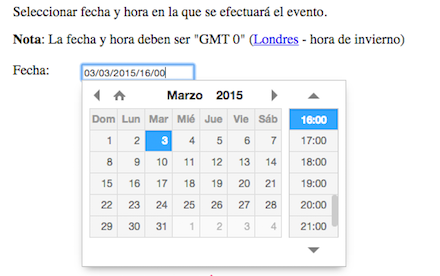 Seleccionar fecha y hora en la que se efectuará el evento.
Nota: La fecha y hora deben ser "GMT 0" (Londres - hora de invierno)
Fecha: 03/03/2015/16/00
Marzo 2015
Dom Lun Mar Mié Jue Vie Sáb 16:00
1 2 3 4 5 6 7 17:00
8 9 10 11 12 13 14 18:00
15 16 17 18 19 20 21 19:00
22 23 24 25 26 27 28 20:00
29 30 31 1 2 3 4 21:00